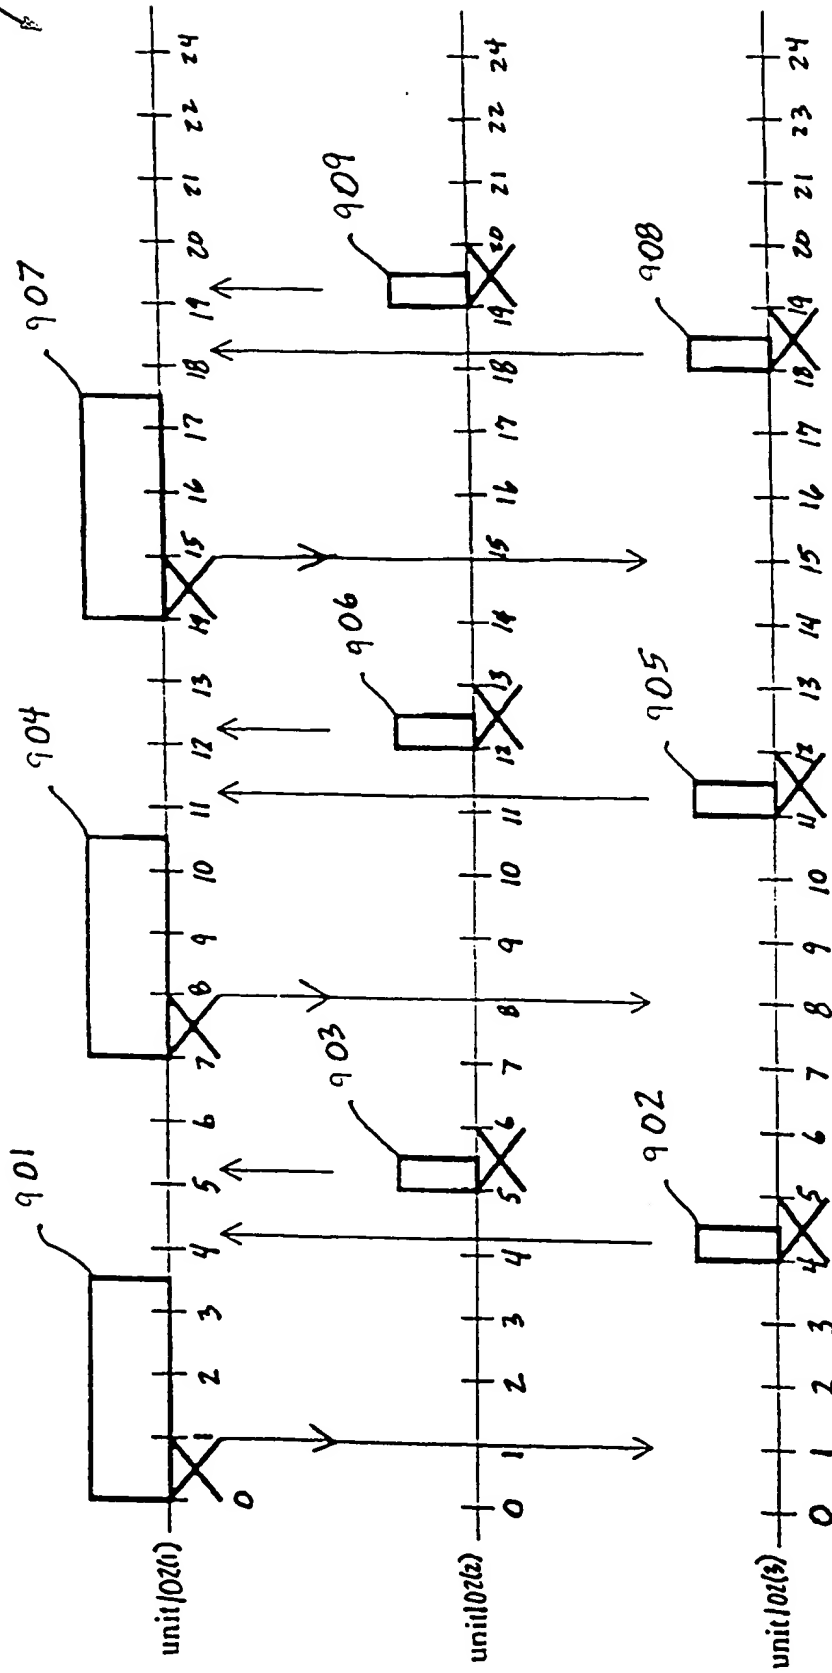 901 904 907
unit102(1) 0 1 2 3 4 5 6 7 8 9 10 11 12 13 14 15 16 17 18 19 20 21 22 24
903 906 909
unit102(2) 0 1 2 3 4 5 6 7 8 9 10 11 12 13 14 15 16 17 18 19 20 21 22 24
902 905 908
unit102(3) 0 1 2 3 4 5 6 7 8 9 10 11 12 13 14 15 16 17 18 19 20 21 23 24